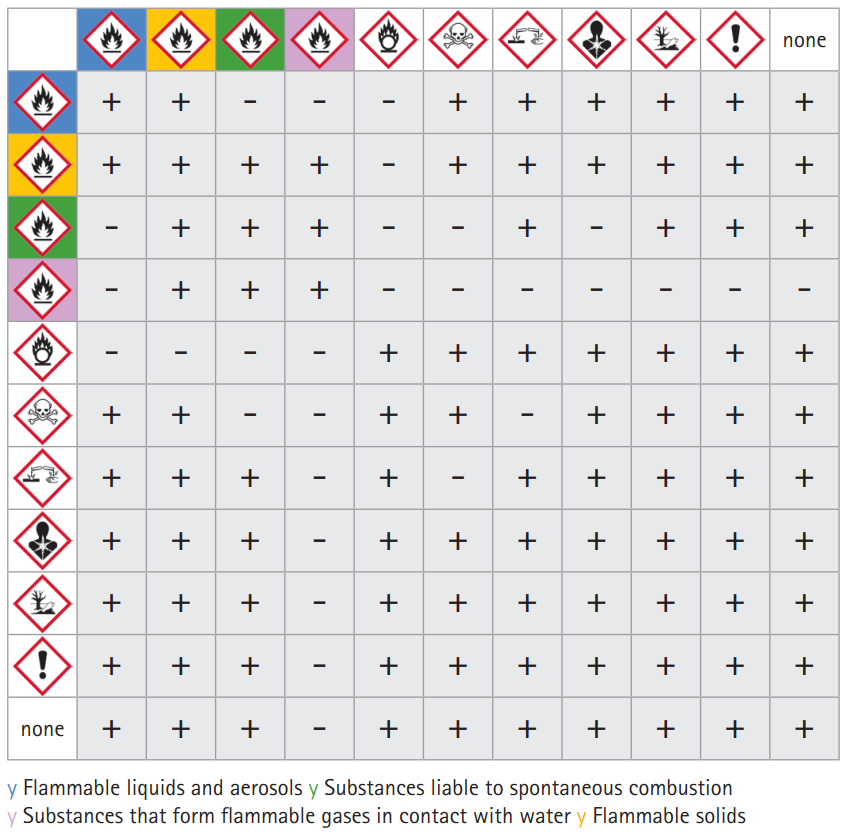 none
+ + - - - + + + + + +
+ + + + - + + + + + +
- + + + - - + - + + +
- + + + - - - - - - -
- - - - + + + + + + +
+ + - - + + - + + + +
+ + + - + - + + + + +
+ + + - + + + + + + +
+ + + - + + + + + + +
+ + + - + + + + + + +
none + + + - + + + + + + +
y Flammable liquids and aerosols y Substances liable to spontaneous combustion
y Substances that form flammable gases in contact with water y Flammable solids